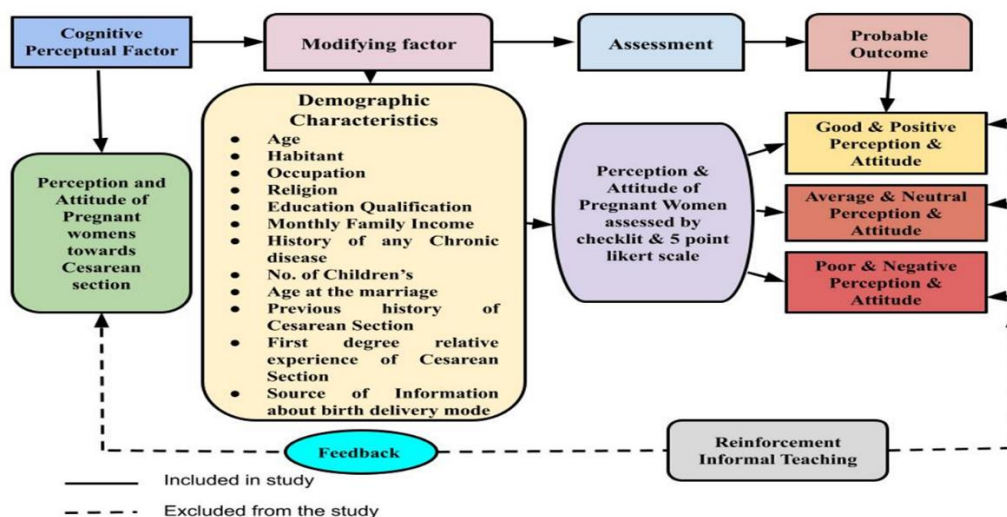 Cognitive
Perceptual Factor
Modifying factor
Assessment
Probable
Outcome
Perception and
Attitude of
Pregnant
womens
towards
Cesarean
section
Demographic
Characteristics
● Age
● Habitant
● Occupation
● Religion
● Education Qualification
● Monthly Family Income
● History of any Chronic
disease
● No. of Children's
● Age at the marriage
● Previous history of
Cesarean Section
● First degree relative
experience of Cesarean
Section
● Source of Information
about birth delivery mode
Perception &
Attitude of
Pregnant Women
assessed by
checklit & 5 point
likert scale
Good & Positive
Perception &
Attitude
Average & Neutral
Perception &
Attitude
Poor & Negative
Perception &
Attitude
Feedback
Reinforcement
Informal Teaching
Included in study
Excluded from the study